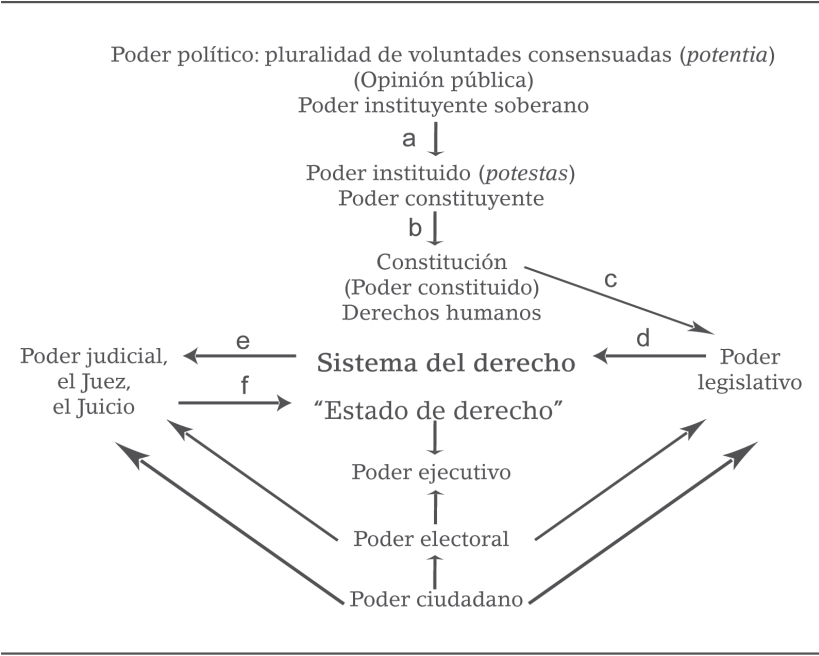 Poder político: pluralidad de voluntades consensuadas (potentia)
(Opinión pública)
Poder instituyente soberano
a
Poder instituido (potestas)
Poder constituyente
b
Constitución
(Poder constituido)
Derechos humanos
c
Poder judicial,
el Juez,
el Juicio
e
f
Sistema del derecho
“Estado de derecho”
d
Poder
legislativo
Poder ejecutivo
Poder electoral
Poder ciudadano